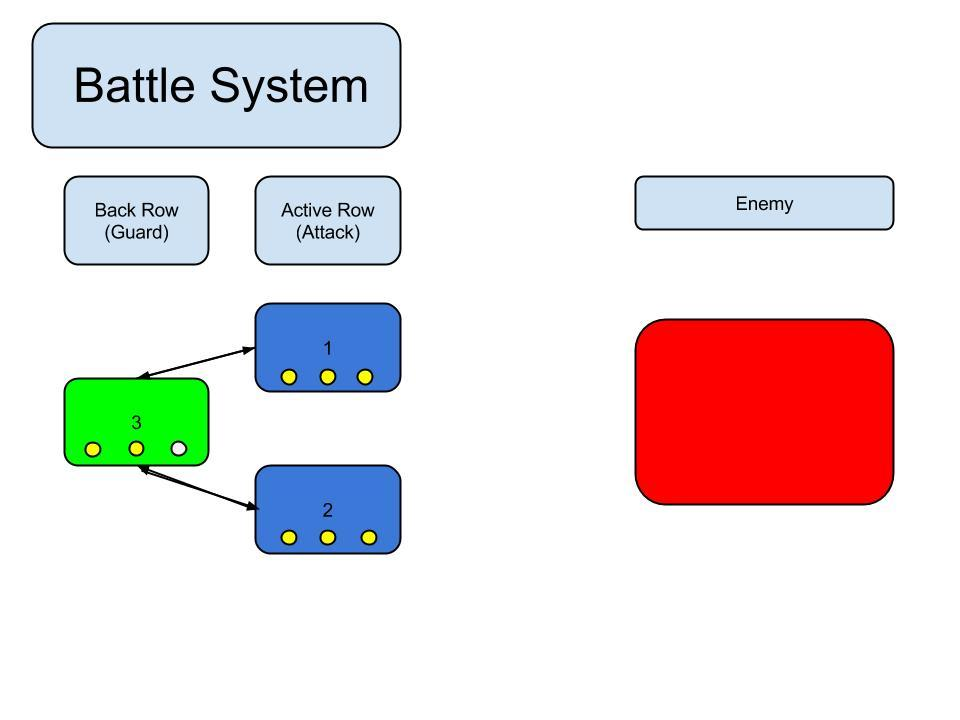 Battle System
Back Row
(Guard)
Active Row
(Attack)
Enemy
1
3
2